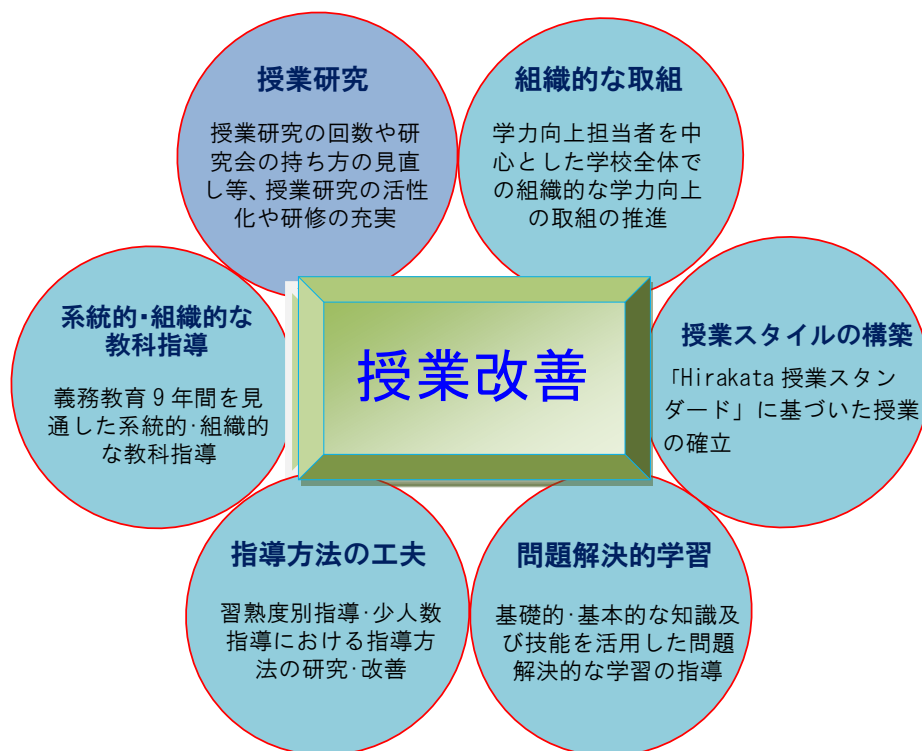 授業研究
授業研究の回数や研
究会の持ち方の見直
し等、授業研究の活性
化や研修の充実
組織的な取組
学力向上担当者を中
心とした学校全体で
の組織的な学力向上
の取組の推進
系統的・組織的な
教科指導
義務教育9年間を見
通した系統的・組織的
な教科指導
授業改善
授業スタイルの構築
「Hirakata 授業スタン
ダード」に基づいた授業
の確立
指導方法の工夫
習熟度別指導・少人数
指導における指導方
法の研究・改善
問題解決的学習
基礎的・基本的な知識及
び技能を活用した問題
解決的な学習の指導